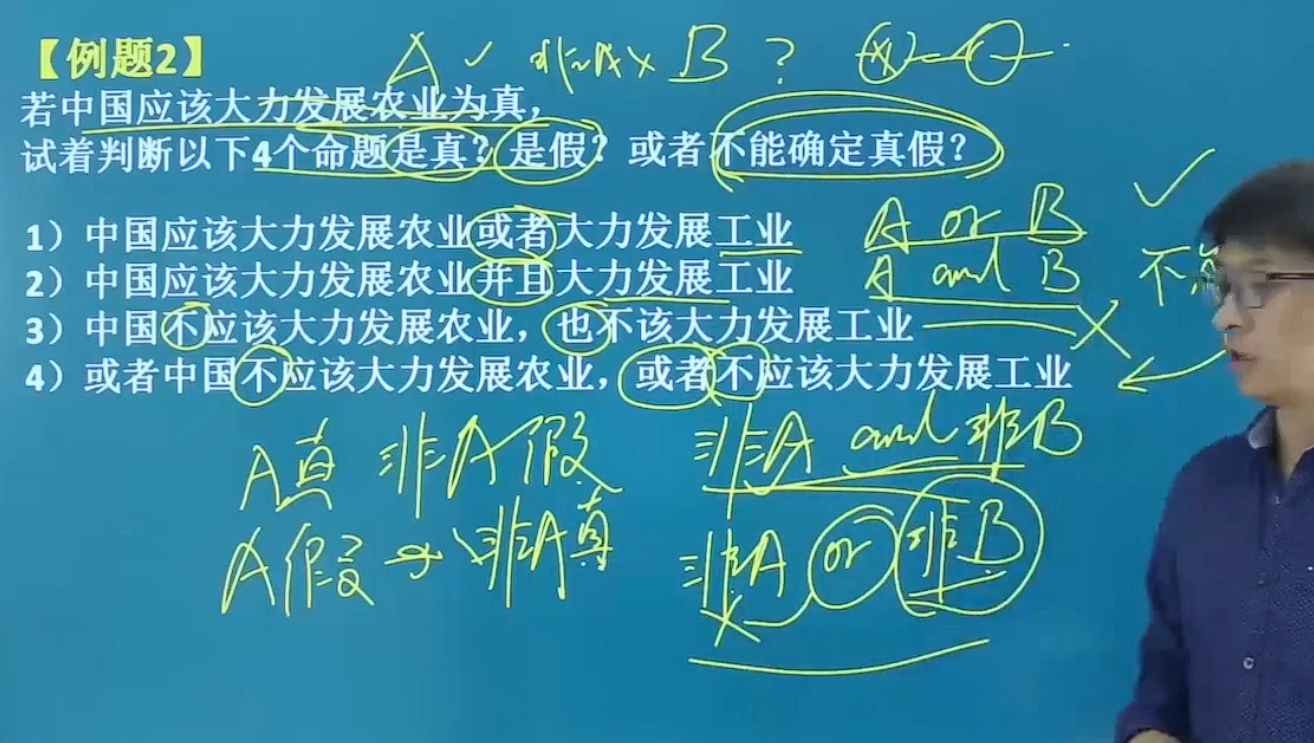 【例题2】
A ✓ 非A× B ?
若中国应该大力发展农业为真,
试着判断以下4个命题是真? 是假? 或者不能确定真假?
1）中国应该大力发展农业或者大力发展工业
A or B ✓
2）中国应该大力发展农业并且大力发展工业
A and B 不
3）中国不应该大力发展农业，也不该大力发展工业
4）或者中国不应该大力发展农业，或者不应该大力发展工业
A真 非A假
非A and 非B
A假 → 非A真
非A or 非B